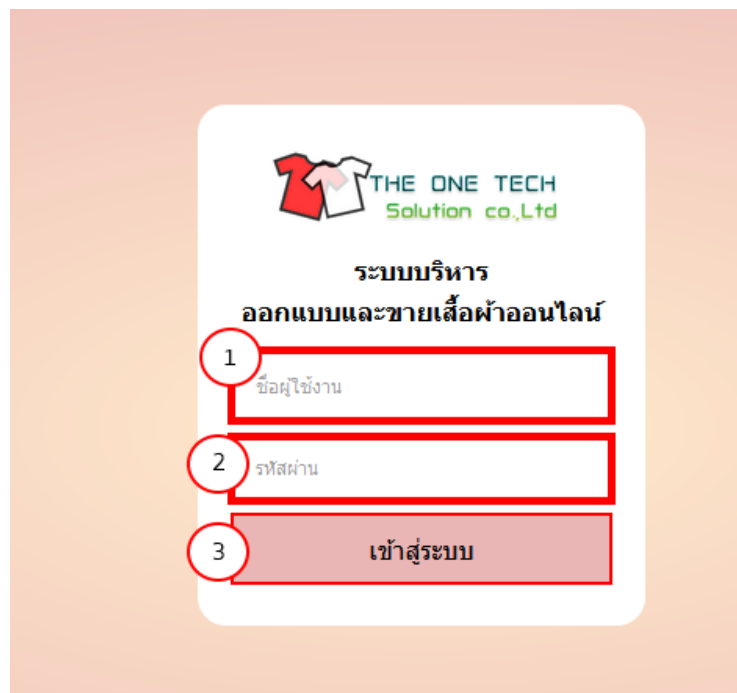 THE ONE TECH
Solution co.,Ltd
ระบบบริหาร
ออกแบบและขายเสื้อผ้าออนไลน์
1
ชื่อผู้ใช้งาน
2
รหัสผ่าน
3
เข้าสู่ระบบ